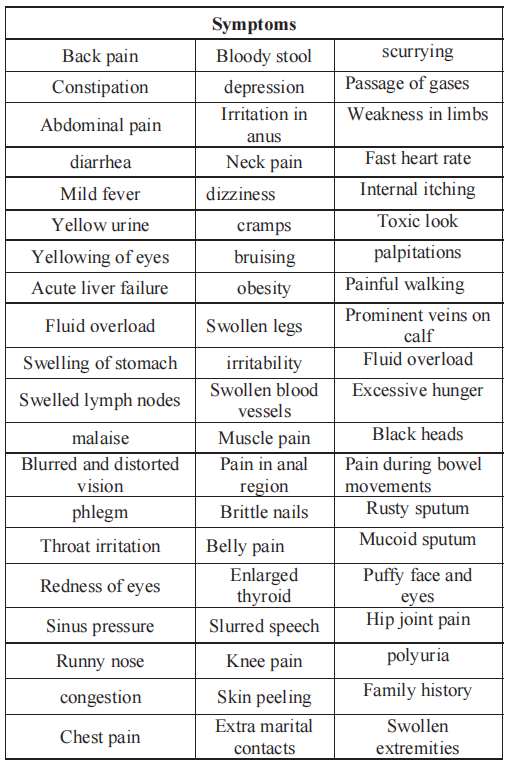 Symptoms
Back pain
Bloody stool
scurrying
Constipation
depression
Passage of gases
Abdominal pain
Irritation in
anus
Weakness in limbs
diarrhea
Neck pain
Fast heart rate
Mild fever
dizziness
Internal itching
Yellow urine
cramps
Toxic look
Yellowing of eyes
bruising
palpitations
Acute liver failure
obesity
Painful walking
Fluid overload
Swollen legs
Prominent veins on
calf
Swelling of stomach
irritability
Fluid overload
Swelled lymph nodes
Swollen blood
vessels
Excessive hunger
malaise
Muscle pain
Black heads
Blurred and distorted
vision
Pain in anal
region
Pain during bowel
movements
phlegm
Brittle nails
Rusty sputum
Throat irritation
Belly pain
Mucoid sputum
Redness of eyes
Enlarged
thyroid
Puffy face and
eyes
Sinus pressure
Slurred speech
Hip joint pain
Runny nose
Knee pain
polyuria
congestion
Skin peeling
Family history
Chest pain
Extra marital
contacts
Swollen
extremities